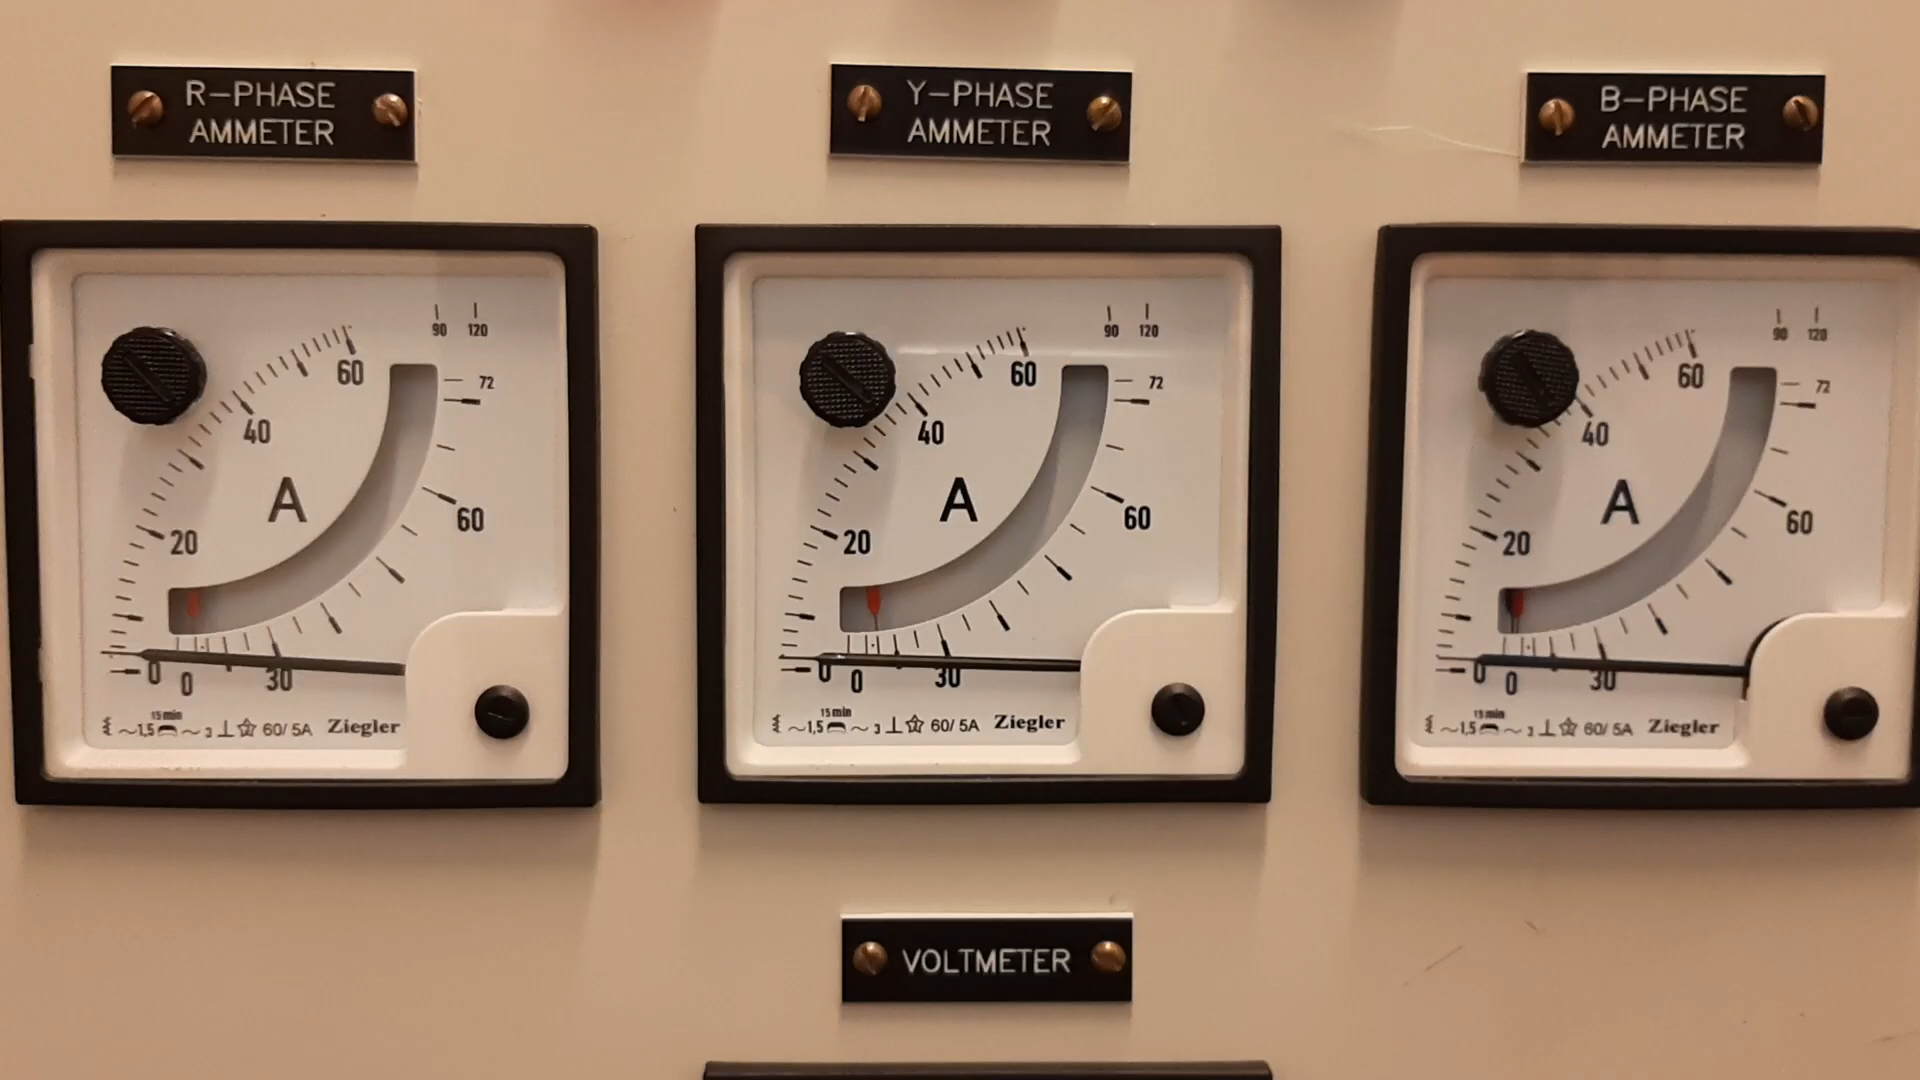 R-PHASE
AMMETER
Y-PHASE
AMMETER
B-PHASE
AMMETER
90 120
60
72
40
A
60
20
0 0 30
15 min
~1,5 ~ 3 60/ 5A Ziegler
90 120
60
72
40
A
60
20
0 0 30
15 min
~1,5 ~ 3 60/ 5A Ziegler
90 120
60
72
40
A
60
20
0 0 30
15 min
~1,5 ~ 3 60/ 5A Ziegler
VOLTMETER